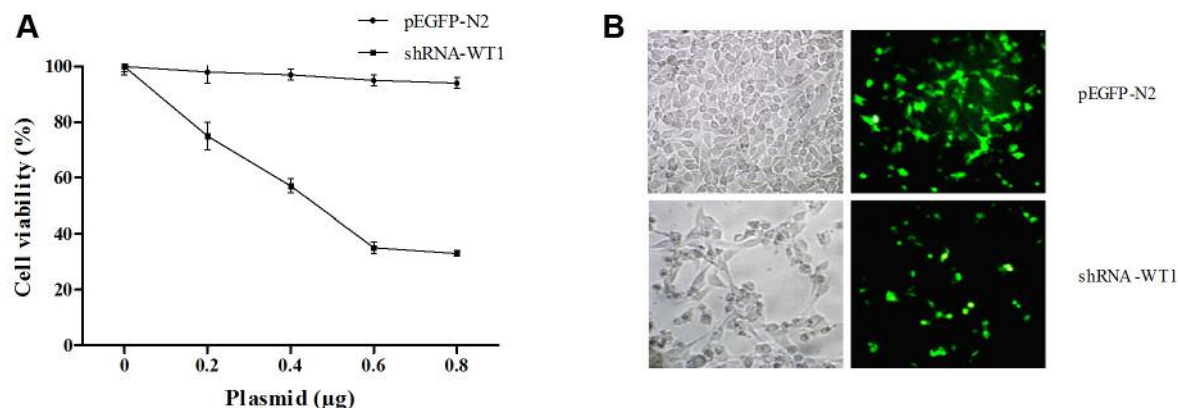 A
pEGFP-N2
shRNA-WT1
Cell viability (%)
100
80
60
40
20
0
0 0.2 0.4 0.6 0.8
Plasmid (µg)
B
pEGFP-N2
shRNA-WT1